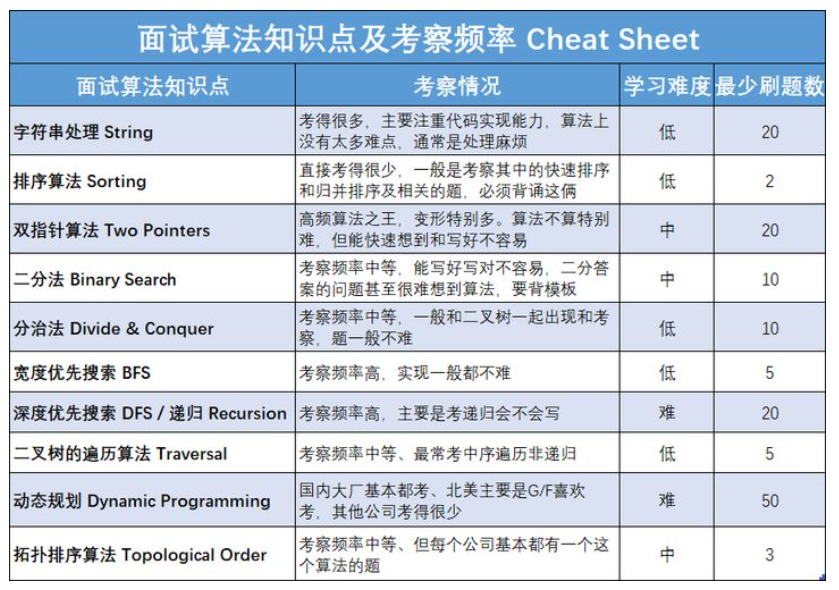 面试算法知识点及考察频率 Cheat Sheet
面试算法知识点 考察情况 学习难度 最少刷题数
字符串处理 String
考得很多，主要注重代码实现能力，算法上
没有太多难点，通常是处理麻烦
低
20
排序算法 Sorting
直接考得很少，一般是考察其中的快速排序
和归并排序及相关的题，必须背诵这俩
低
2
双指针算法 Two Pointers
高频算法之王，变形特别多。算法不算特别
难，但能快速想到和写好不容易
中
20
二分法 Binary Search
考察频率中等，能写好写对不容易，二分答
案的问题甚至很难想到算法，要背模板
中
10
分治法 Divide & Conquer
考察频率中等，一般和二叉树一起出现和考
察，题一般不难
低
10
宽度优先搜索 BFS
考察频率高，实现一般都不难
低
5
深度优先搜索 DFS / 递归 Recursion
考察频率高，主要是考递归会不会写
难
20
二叉树的遍历算法 Traversal
考察频率中等、最常考中序遍历非递归
低
5
动态规划 Dynamic Programming
国内大厂基本都考、北美主要是G/F喜欢
考，其他公司考得很少
难
50
拓扑排序算法 Topological Order
考察频率中等、但每个公司基本都有一个这
个算法的题
中
3